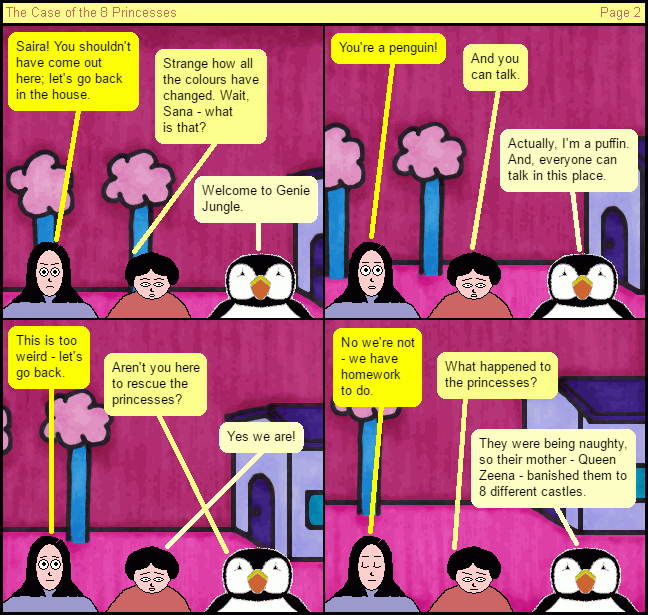 The Case of the 8 Princesses
Page 2
Saira! You shouldn't
have come out
here; let's go back
in the house.
Strange how all
the colours have
changed. Wait,
Sana - what
is that?
Welcome to Genie
Jungle.
You're a penguin!
And you
can talk.
Actually, I'm a puffin.
And, everyone can
talk in this place.
This is too
weird - let's
go back.
Aren't you here
to rescue the
princesses?
Yes we are!
No we're not
- we have
homework
to do.
What happened to
the princesses?
They were being naughty,
so their mother - Queen
Zeena - banished them to
8 different castles.